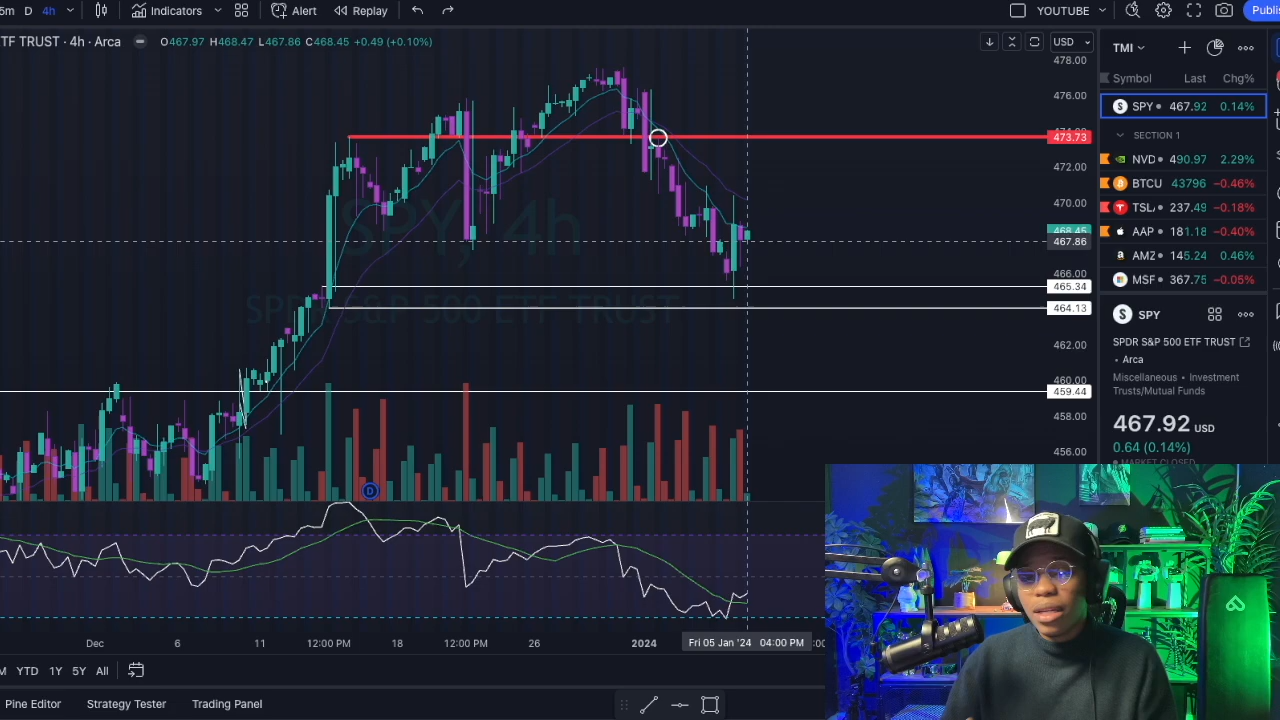 5m D 4h Indicators Alert Replay YOUTUBE Publis
ETF TRUST · 4h · Arca O467.97 H468.47 L467.86 C468.45 +0.49 (+0.10%)
USD
TMI
Symbol Last Chg%
SPY 467.92 0.14%
SECTION 1
NVD 490.97 2.29%
BTCU 43796 −0.46%
TSL 237.49 −0.18%
AAP 181.18 −0.40%
AMZ 145.24 0.46%
MSF 367.75 −0.05%
478.00
476.00
473.73
472.00
470.00
468.45
467.86
466.00
465.34
464.13
462.00
460.00
459.44
458.00
456.00
SPY, 4h
SPDR S&P 500 ETF TRUST
D
SPY
SPDR S&P 500 ETF TRUST
• Arca
Miscellaneous • Investment
Trusts/Mutual Funds
467.92 USD
0.64 (0.14%)
MARKET CLOSED
Dec 6 11 12:00 PM 18 12:00 PM 26 2024 Fri 05 Jan '24 04:00 PM
M YTD 1Y 5Y All
Pine Editor Strategy Tester Trading Panel